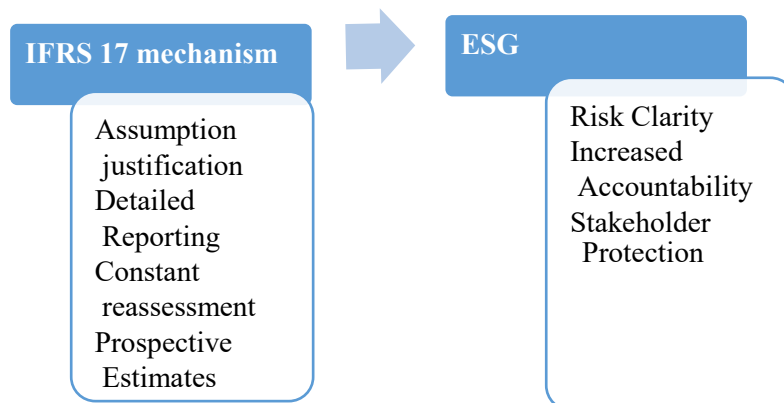 IFRS 17 mechanism
Assumption
justification
Detailed
Reporting
Constant
reassessment
Prospective
Estimates
ESG
Risk Clarity
Increased
Accountability
Stakeholder
Protection